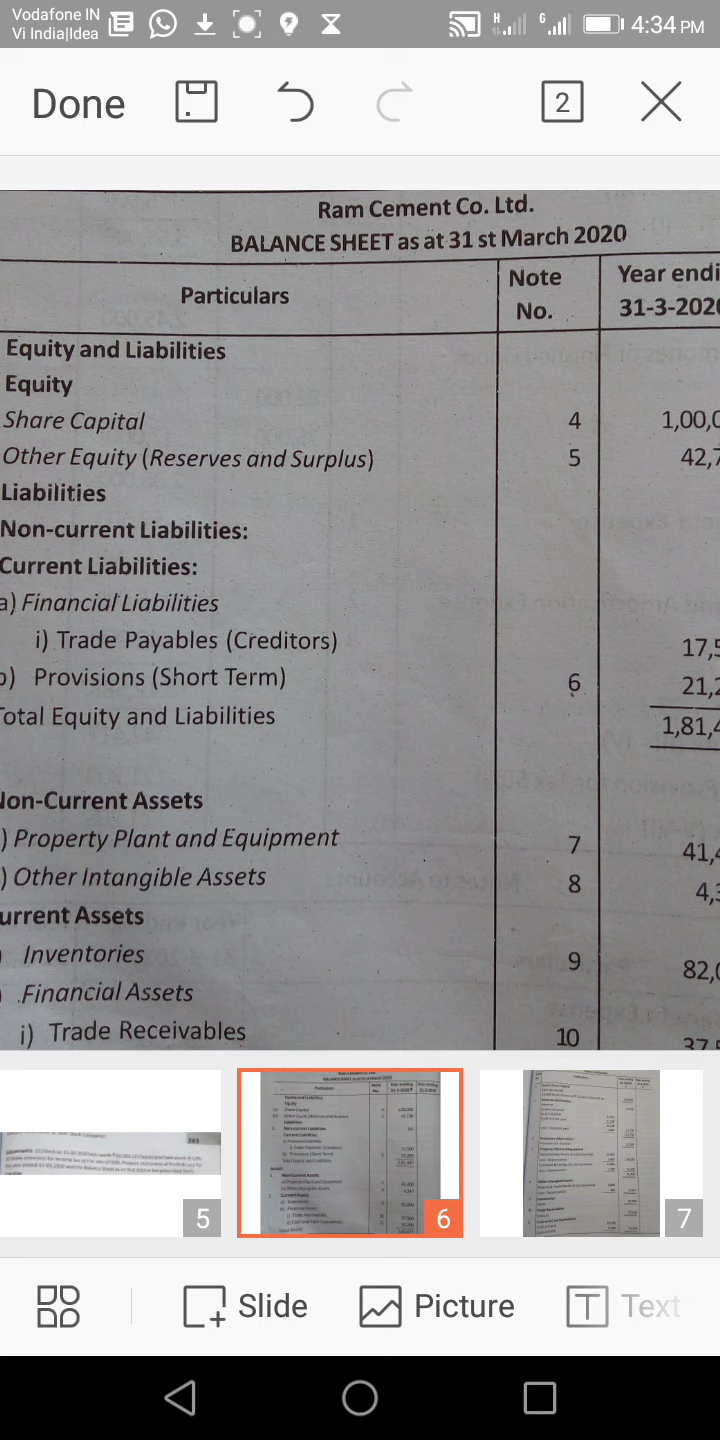 Vodafone IN
Vi India|Idea
H
G
4:34 PM
Done
2
Ram Cement Co. Ltd.
BALANCE SHEET as at 31 st March 2020
Particulars
Note
No.
Year endi
31-3-2020
Equity and Liabilities
Equity
Share Capital 4 1,00,0
Other Equity (Reserves and Surplus) 5 42,7
Liabilities
Non-current Liabilities:
Current Liabilities:
a) Financial Liabilities
i) Trade Payables (Creditors) 17,5
b) Provisions (Short Term) 6 21,2
Total Equity and Liabilities 1,81,4
Non-Current Assets
) Property Plant and Equipment 7 41,4
) Other Intangible Assets 8 4,3
urrent Assets
Inventories 9 82,0
Financial Assets
i) Trade Receivables 10 37,5
5
6
7
Slide
Picture
Text